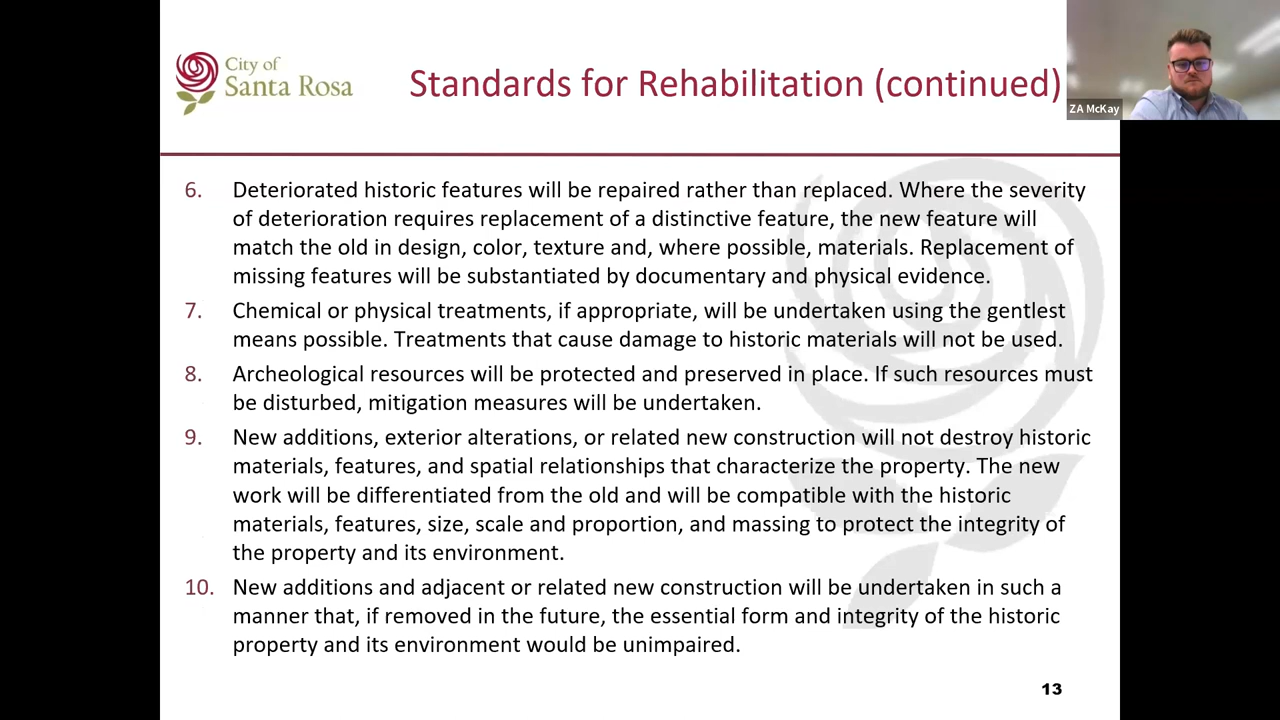 City of
Santa Rosa
Standards for Rehabilitation (continued)
ZA McKay
6. Deteriorated historic features will be repaired rather than replaced. Where the severity
of deterioration requires replacement of a distinctive feature, the new feature will
match the old in design, color, texture and, where possible, materials. Replacement of
missing features will be substantiated by documentary and physical evidence.
7. Chemical or physical treatments, if appropriate, will be undertaken using the gentlest
means possible. Treatments that cause damage to historic materials will not be used.
8. Archeological resources will be protected and preserved in place. If such resources must
be disturbed, mitigation measures will be undertaken.
9. New additions, exterior alterations, or related new construction will not destroy historic
materials, features, and spatial relationships that characterize the property. The new
work will be differentiated from the old and will be compatible with the historic
materials, features, size, scale and proportion, and massing to protect the integrity of
the property and its environment.
10. New additions and adjacent or related new construction will be undertaken in such a
manner that, if removed in the future, the essential form and integrity of the historic
property and its environment would be unimpaired.
13